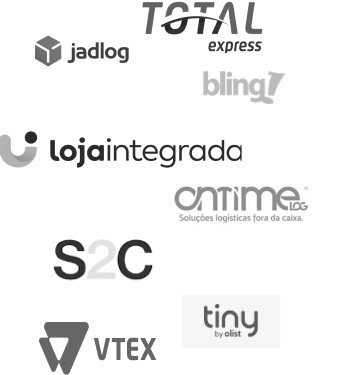 TOTAL
express
jadlog
bling!
lojaintegrada
ontime LOG
Soluções logísticas fora da caixa.
S2C
tiny
by olist
VTEX